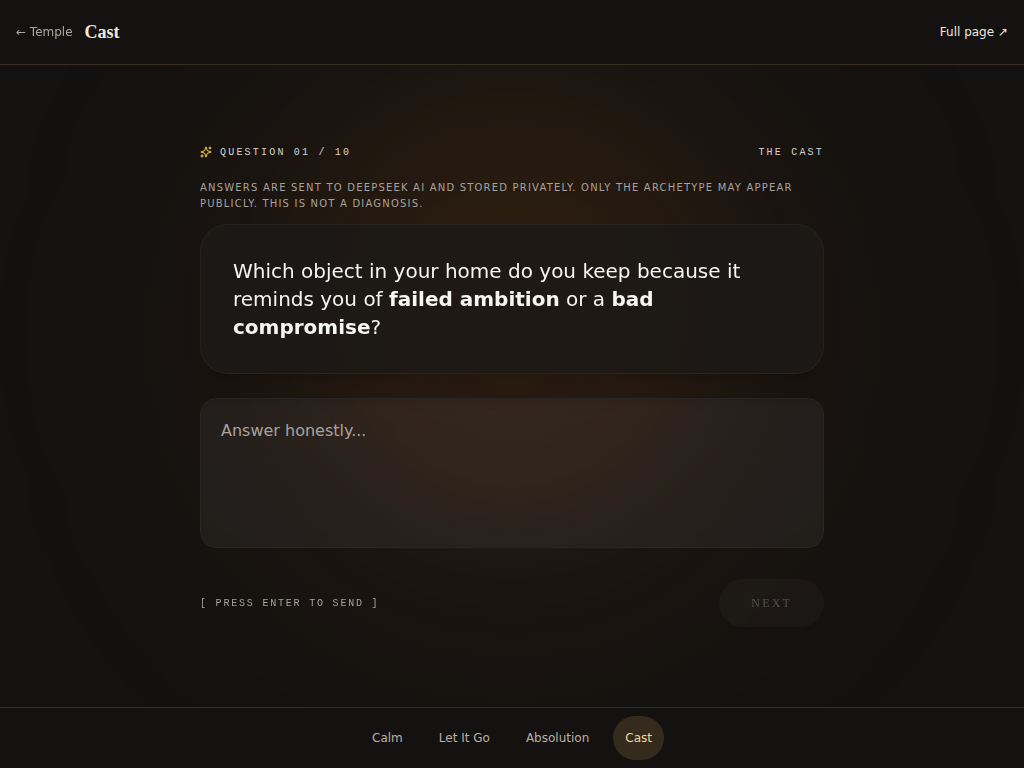 ← Temple Cast Full page ↗
QUESTION 01 / 10 THE CAST
ANSWERS ARE SENT TO DEEPSEEK AI AND STORED PRIVATELY. ONLY THE ARCHETYPE MAY APPEAR
PUBLICLY. THIS IS NOT A DIAGNOSIS.
Which object in your home do you keep because it
reminds you of failed ambition or a bad
compromise?
Answer honestly...
[ PRESS ENTER TO SEND ] NEXT
Calm Let It Go Absolution Cast